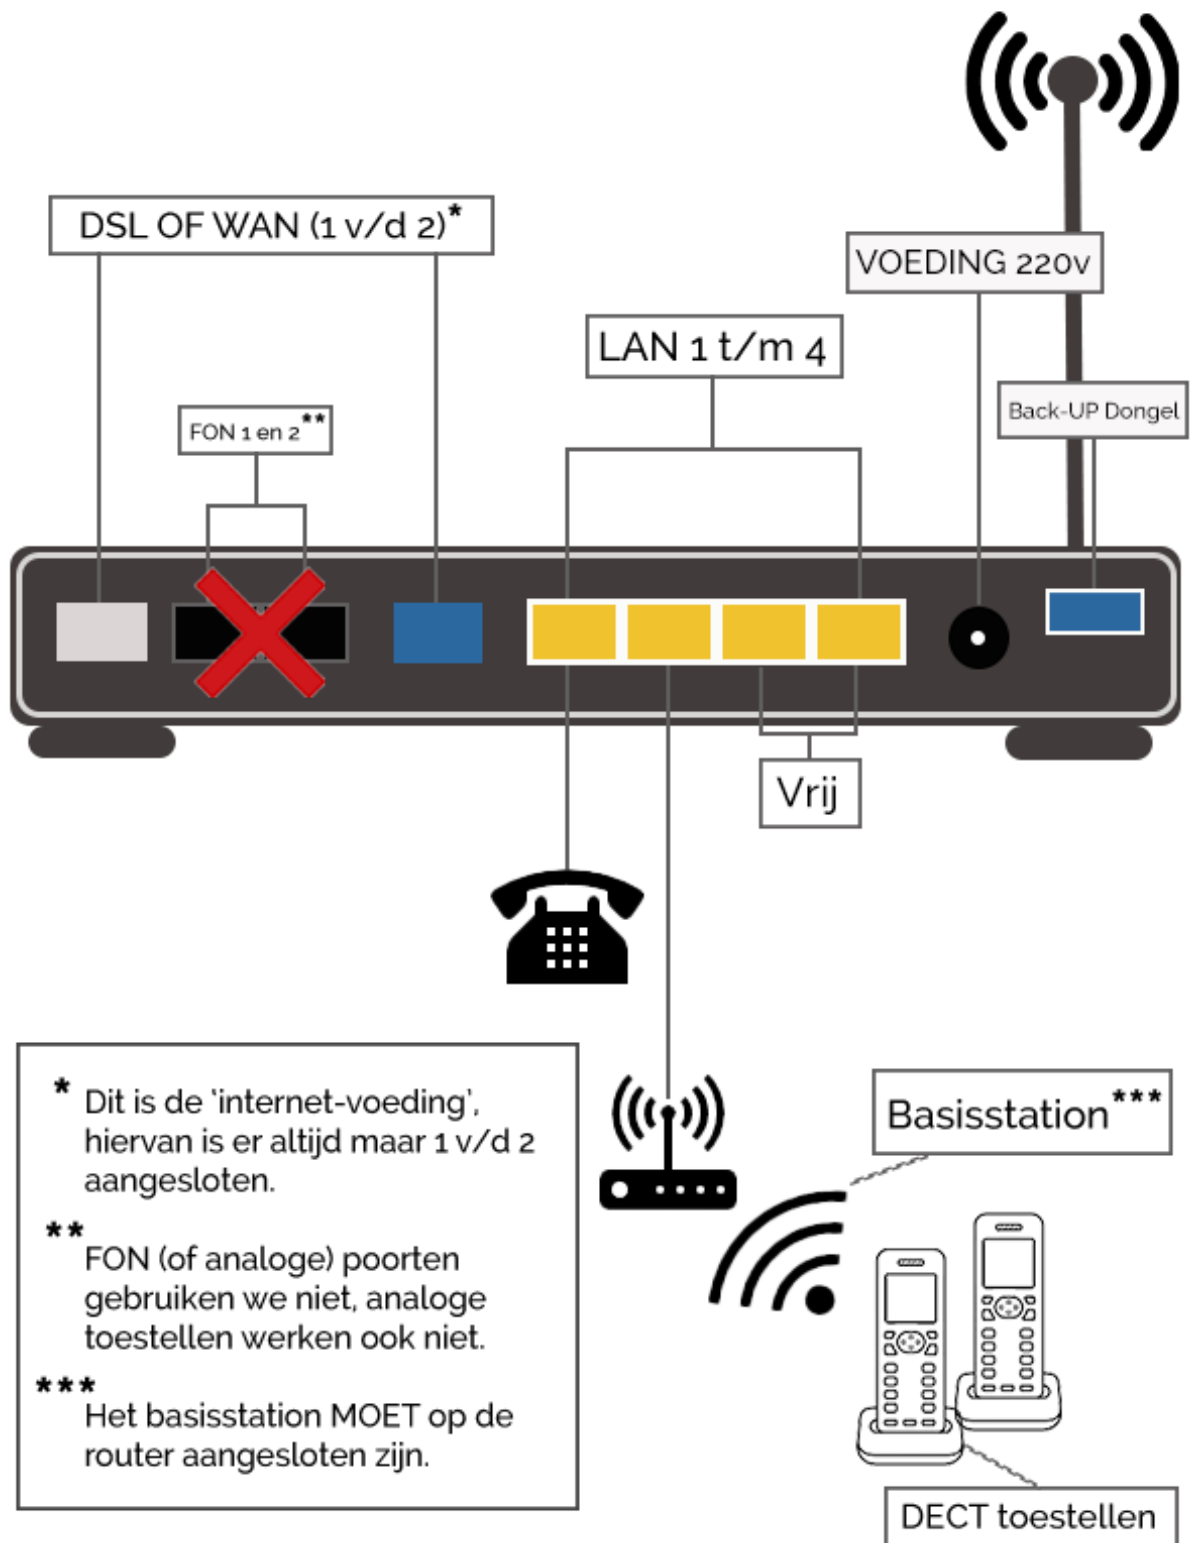 DSL OF WAN (1 v/d 2)*
VOEDING 220v
LAN 1 t/m 4
Back-UP Dongel
FON 1 en 2**
Vrij
* Dit is de 'internet-voeding',
hiervan is er altijd maar 1 v/d 2
aangesloten.
** FON (of analoge) poorten
gebruiken we niet, analoge
toestellen werken ook niet.
*** Het basisstation MOET op de
router aangesloten zijn.
Basisstation***
DECT toestellen